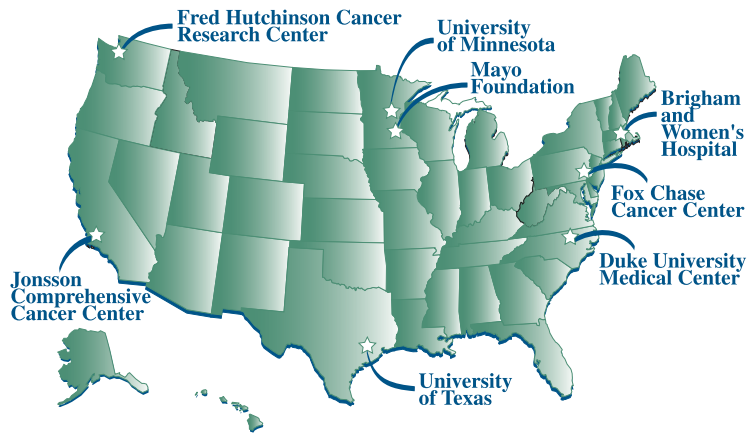 Fred Hutchinson Cancer
Research Center
University
of Minnesota
Mayo
Foundation
Brigham
and
Women's
Hospital
Fox Chase
Cancer Center
Duke University
Medical Center
Jonsson
Comprehensive
Cancer Center
University
of Texas